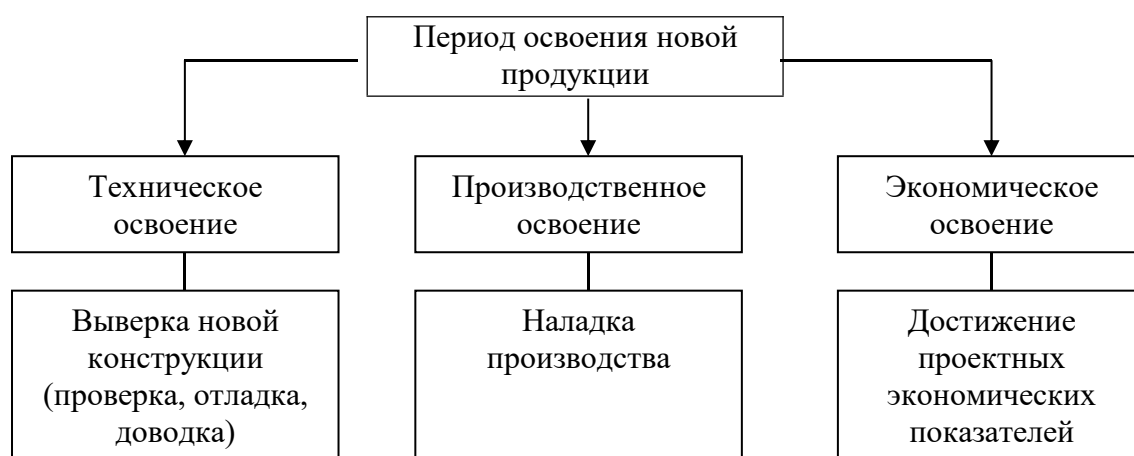 Период освоения новой
продукции
Техническое
освоение
Производственное
освоение
Экономическое
освоение
Выверка новой
конструкции
(проверка, отладка,
доводка)
Наладка
производства
Достижение
проектных
экономических
показателей